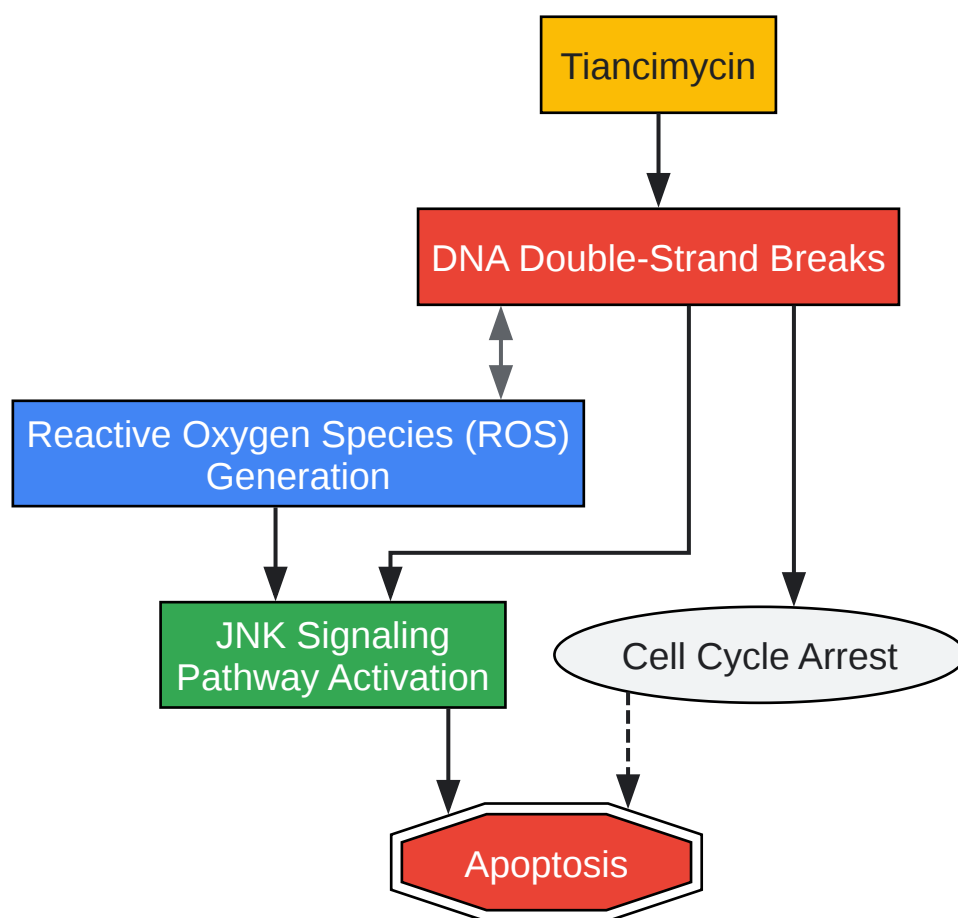 Tiancimycin
DNA Double-Strand Breaks
Reactive Oxygen Species (ROS)
Generation
JNK Signaling
Pathway Activation
Cell Cycle Arrest
Apoptosis